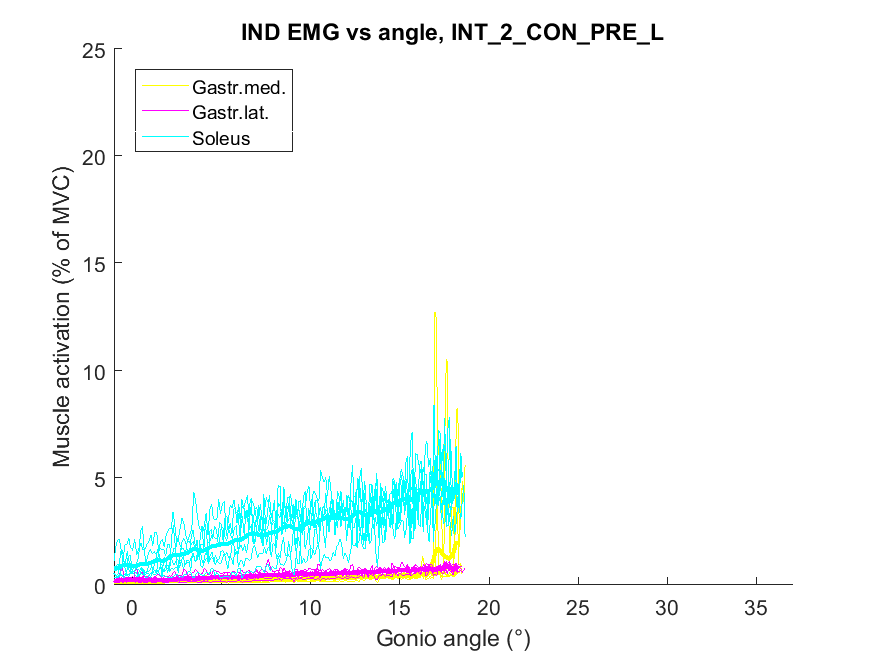 IND EMG vs angle, INT_2_CON_PRE_L
25
20
15
10
5
0
Muscle activation (% of MVC)
Gastr.med.
Gastr.lat.
Soleus
0 5 10 15 20 25 30 35
Gonio angle (°)